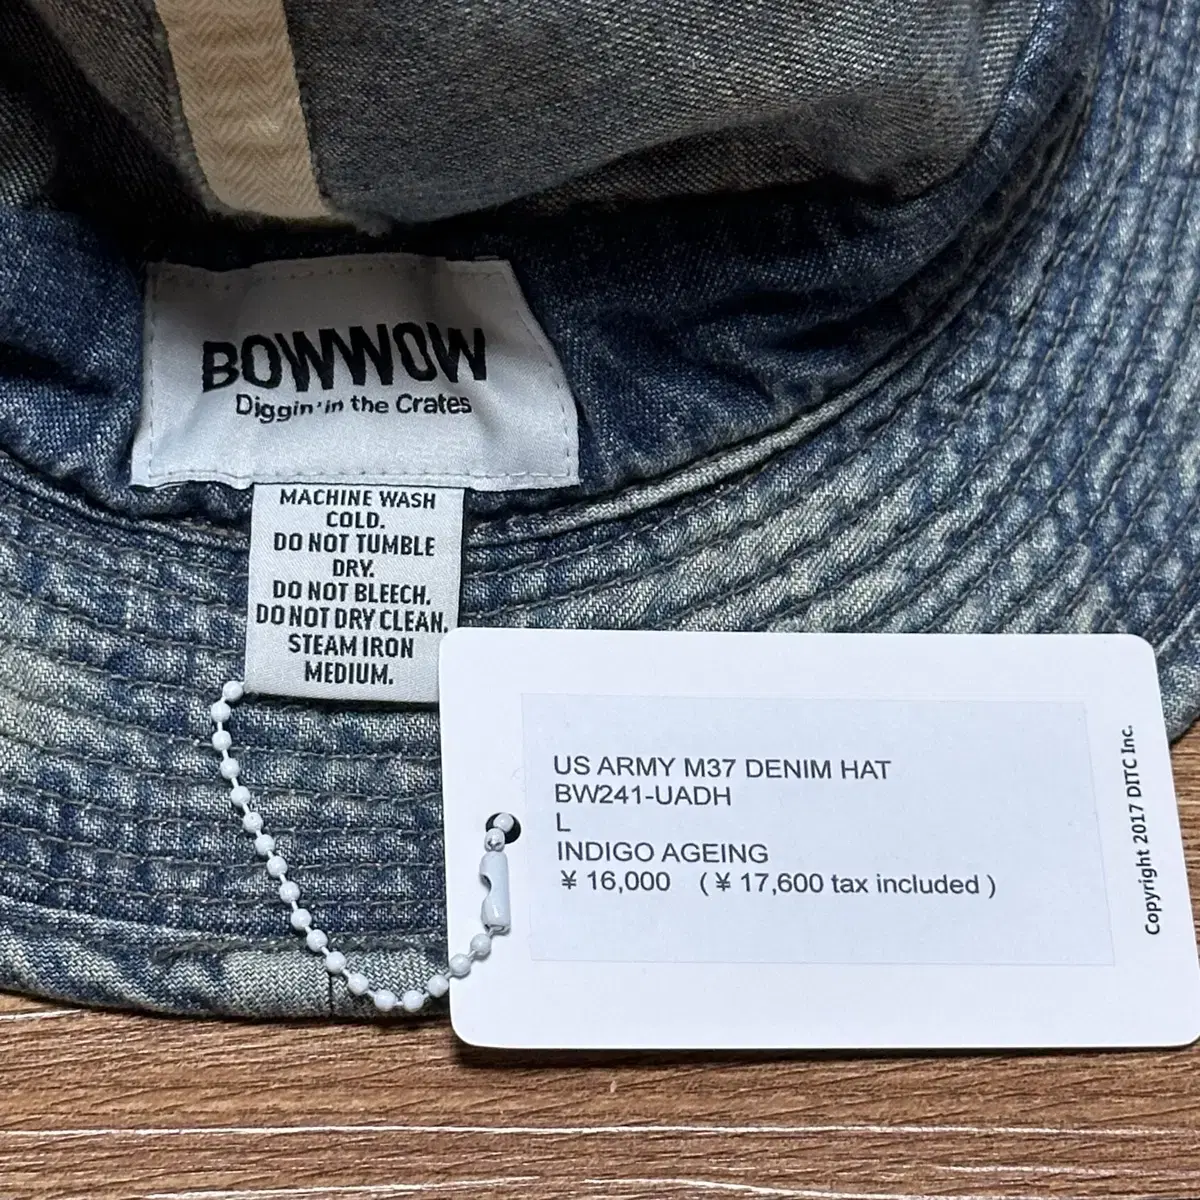 BOWWOW
Diggin' in the Crates
MACHINE WASH
COLD.
DO NOT TUMBLE
DRY.
DO NOT BLEECH.
DO NOT DRY CLEAN.
STEAM IRON
MEDIUM.
US ARMY M37 DENIM HAT
BW241-UADH
L
INDIGO AGEING
¥ 16,000 (¥ 17,600 tax included )
Copyright 2017 DITC Inc.